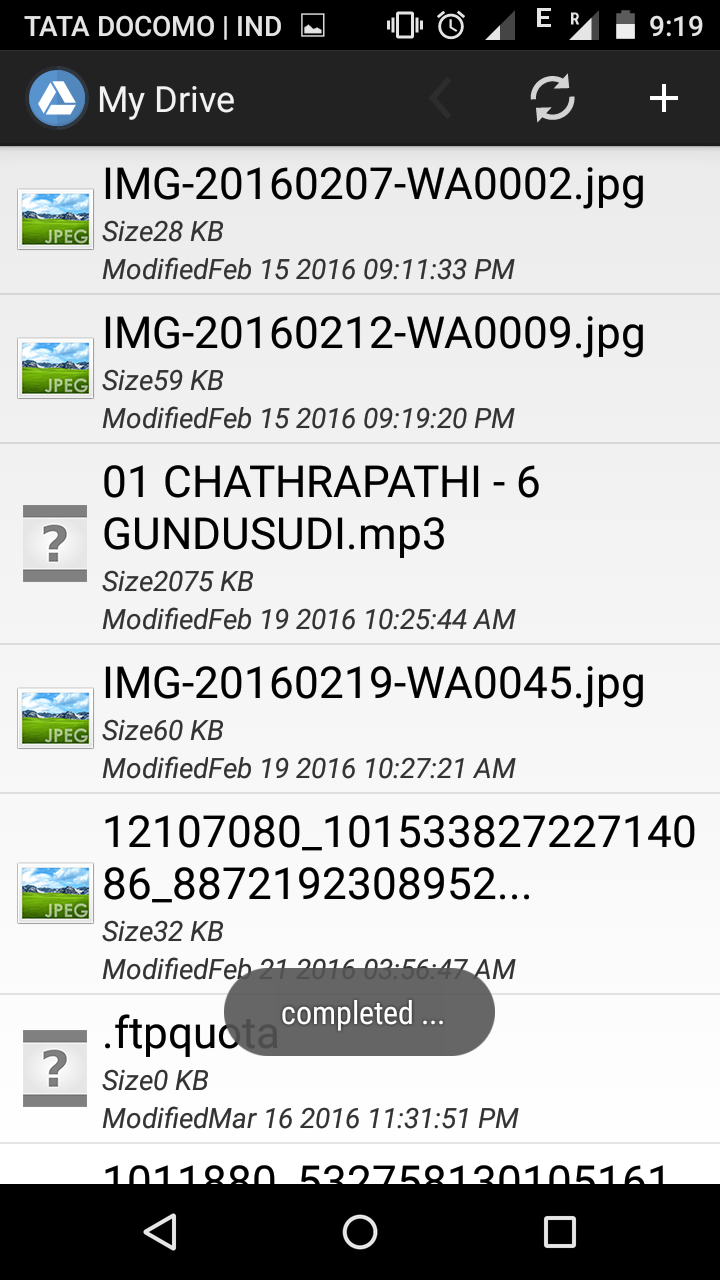 TATA DOCOMO | IND
E
R
9:19
My Drive
IMG-20160207-WA0002.jpg
Size28 KB
ModifiedFeb 15 2016 09:11:33 PM
JPEG
IMG-20160212-WA0009.jpg
Size59 KB
ModifiedFeb 15 2016 09:19:20 PM
JPEG
01 CHATHRAPATHI - 6
GUNDUSUDI.mp3
?
Size2075 KB
ModifiedFeb 19 2016 10:25:44 AM
IMG-20160219-WA0045.jpg
Size60 KB
ModifiedFeb 19 2016 10:27:21 AM
JPEG
12107080_101533827227140
86_8872192308952...
JPEG
Size32 KB
ModifiedFeb 21 2016 03:56:47 AM
completed ...
.ftpquota
?
Size0 KB
ModifiedMar 16 2016 11:31:51 PM
1011880_532758130105161